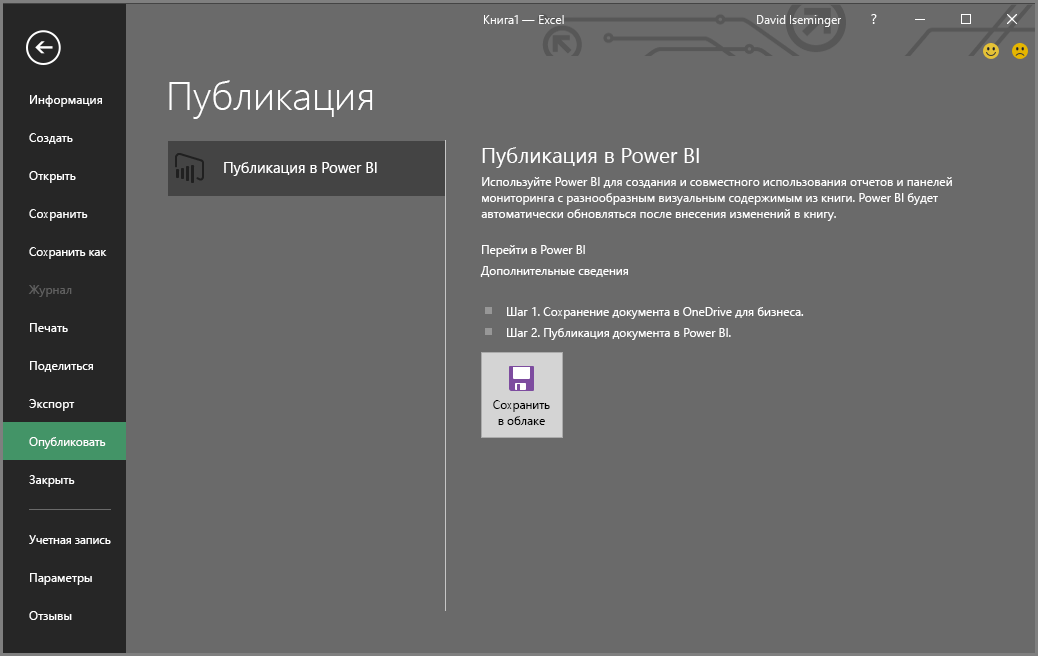 Книга1 — Excel
David Iseminger
?
Информация
Создать
Открыть
Сохранить
Сохранить как
Журнал
Печать
Поделиться
Экспорт
Опубликовать
Закрыть
Учетная запись
Параметры
Отзывы
Публикация
Публикация в Power BI
Публикация в Power BI
Используйте Power BI для создания и совместного использования отчетов и панелей
мониторинга с разнообразным визуальным содержимым из книги. Power BI будет
автоматически обновляться после внесения изменений в книгу.
Перейти в Power BI
Дополнительные сведения
Шаг 1. Сохранение документа в OneDrive для бизнеса.
Шаг 2. Публикация документа в Power BI.
Сохранить
в облаке